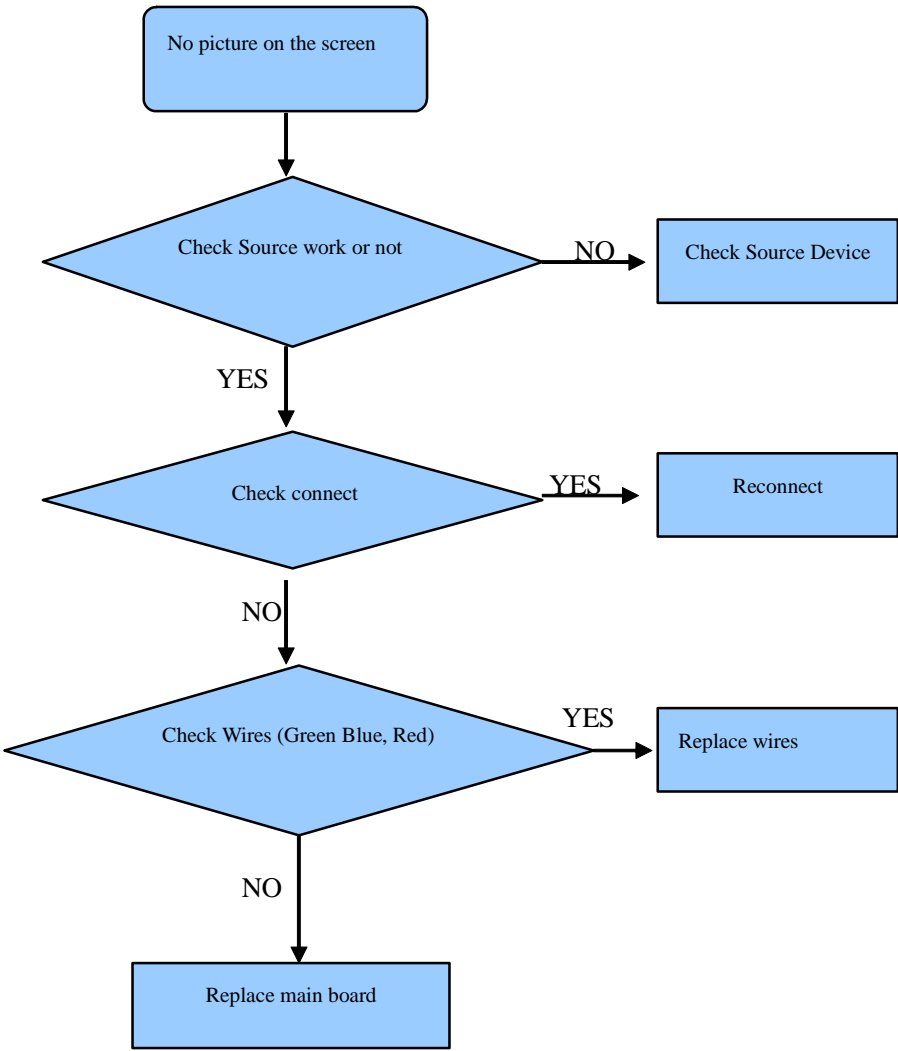 No picture on the screen
Check Source work or not
NO
Check Source Device
YES
Check connect
YES
Reconnect
NO
Check Wires (Green Blue, Red)
YES
Replace wires
NO
Replace main board